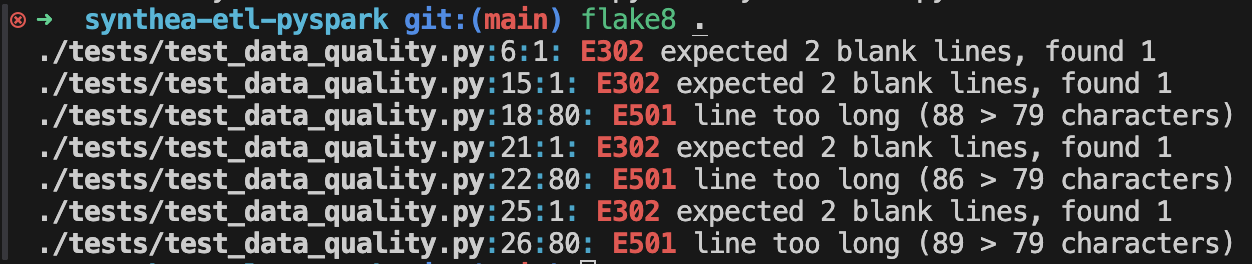 ➜ synthea-etl-pyspark git:(main) flake8 .
./tests/test_data_quality.py:6:1: E302 expected 2 blank lines, found 1
./tests/test_data_quality.py:15:1: E302 expected 2 blank lines, found 1
./tests/test_data_quality.py:18:80: E501 line too long (88 > 79 characters)
./tests/test_data_quality.py:21:1: E302 expected 2 blank lines, found 1
./tests/test_data_quality.py:22:80: E501 line too long (86 > 79 characters)
./tests/test_data_quality.py:25:1: E302 expected 2 blank lines, found 1
./tests/test_data_quality.py:26:80: E501 line too long (89 > 79 characters)